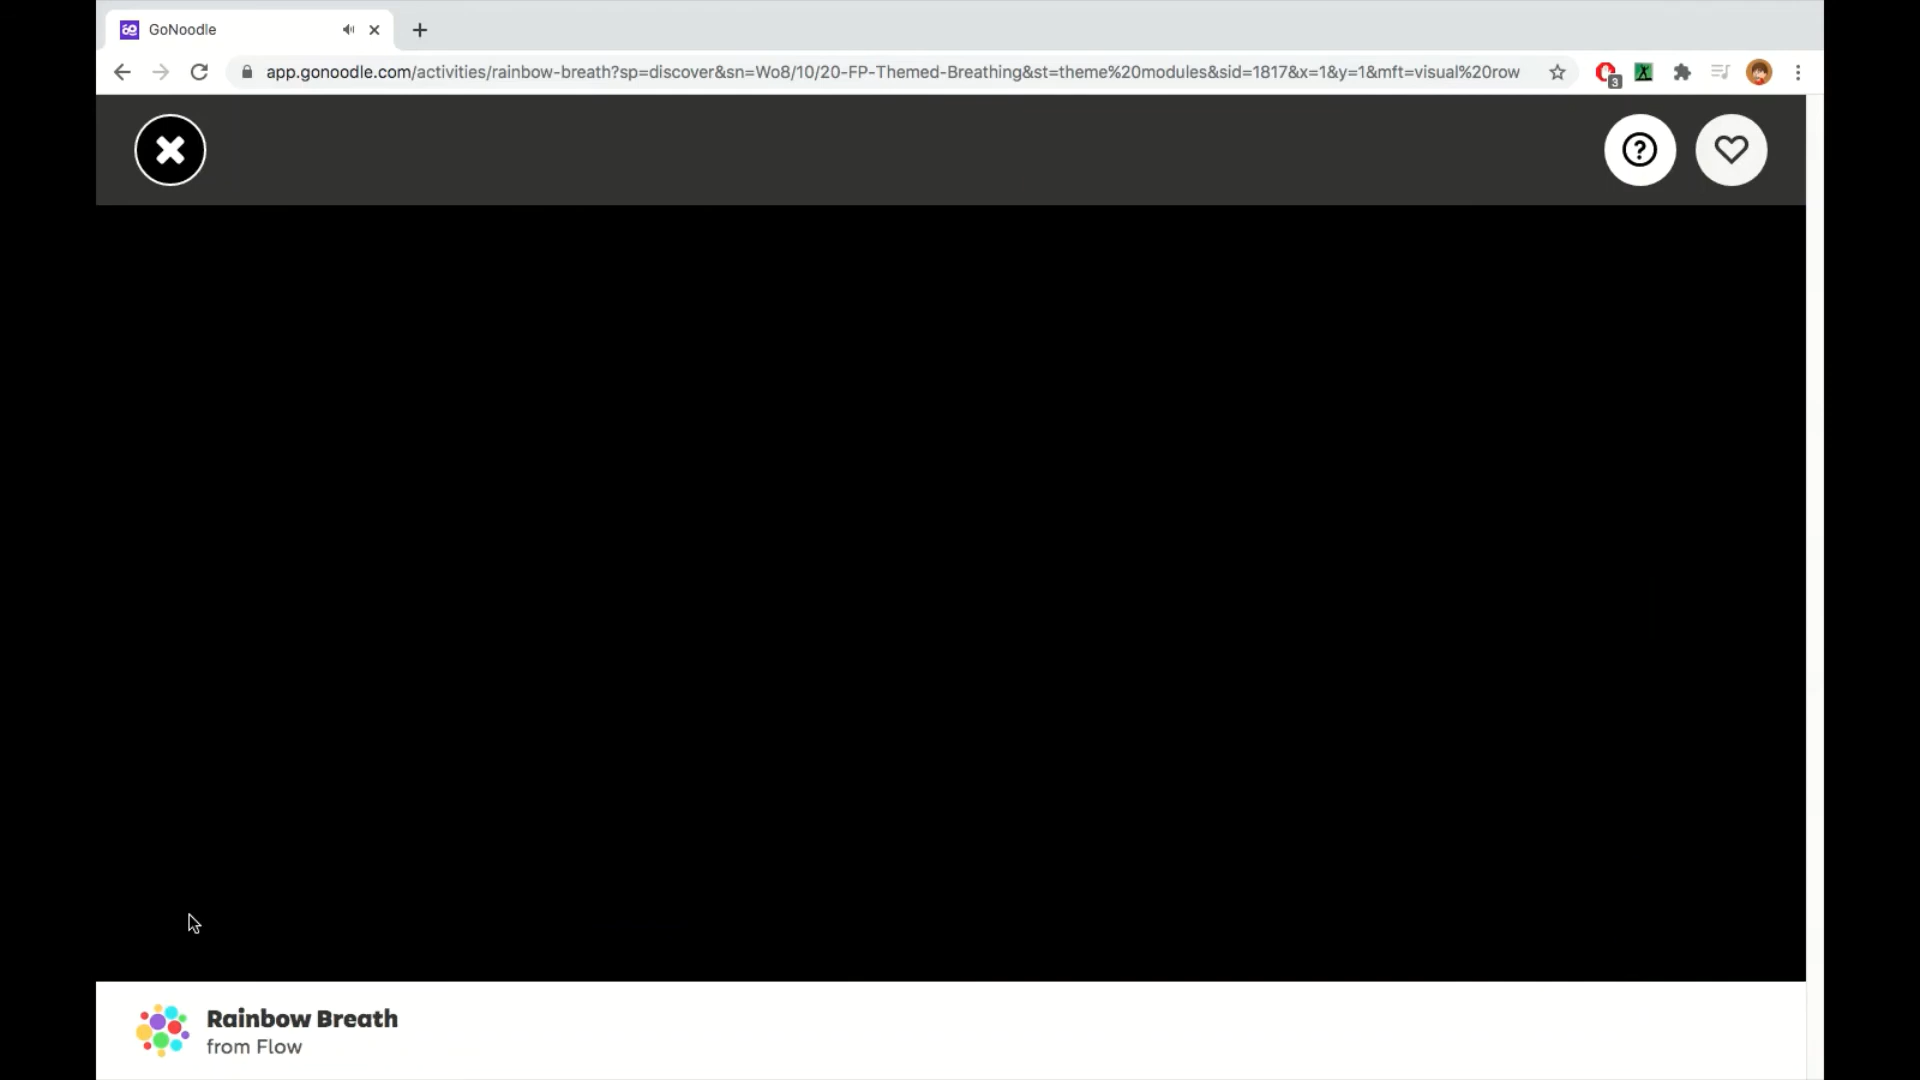 GoNoodle
app.gonoodle.com/activities/rainbow-breath?sp=discover&sn=Wo8/10/20-FP-Themed-Breathing&st=theme%20modules&sid=1817&x=1&y=1&mft=visual%20row
3
Rainbow Breath
from Flow